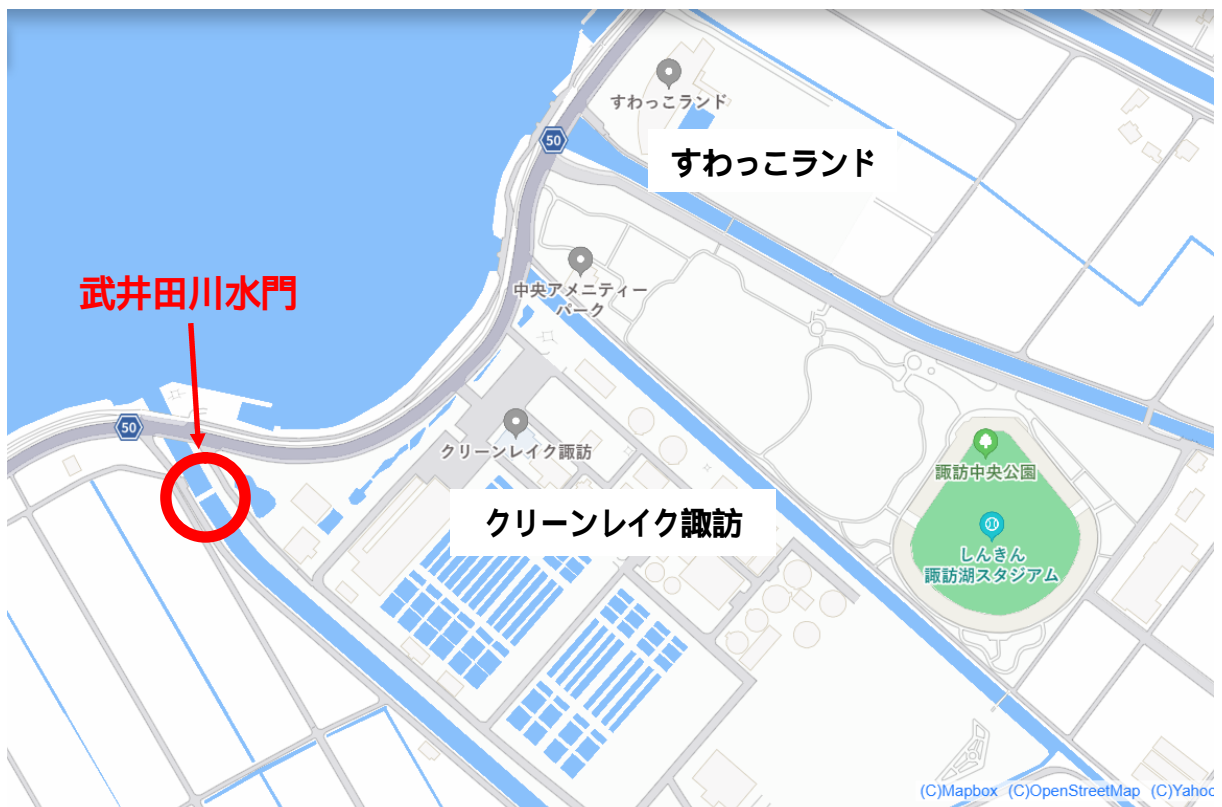 すわっこランド
50
すわっこランド
中央アメニティー
パーク
武井田川水門
50
クリーンレイク諏訪
クリーンレイク諏訪
諏訪中央公園
しんきん
諏訪湖スタジアム
(C)Mapbox (C)OpenStreetMap (C)Yahoo